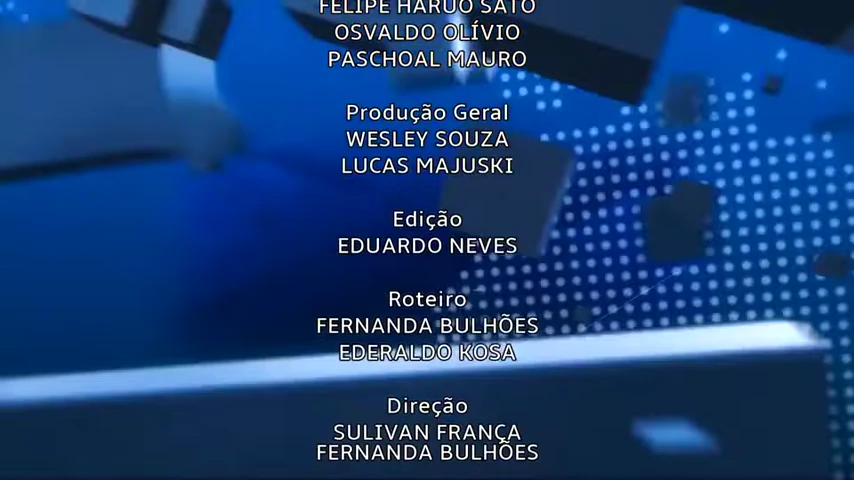 FELIPE HARUO SATO
OSVALDO OLÍVIO
PASCHOAL MAURO
Produção Geral
WESLEY SOUZA
LUCAS MAJUSKI
Edição
EDUARDO NEVES
Roteiro
FERNANDA BULHÕES
EDERALDO KOSA
Direção
SULIVAN FRANÇA
FERNANDA BULHÕES